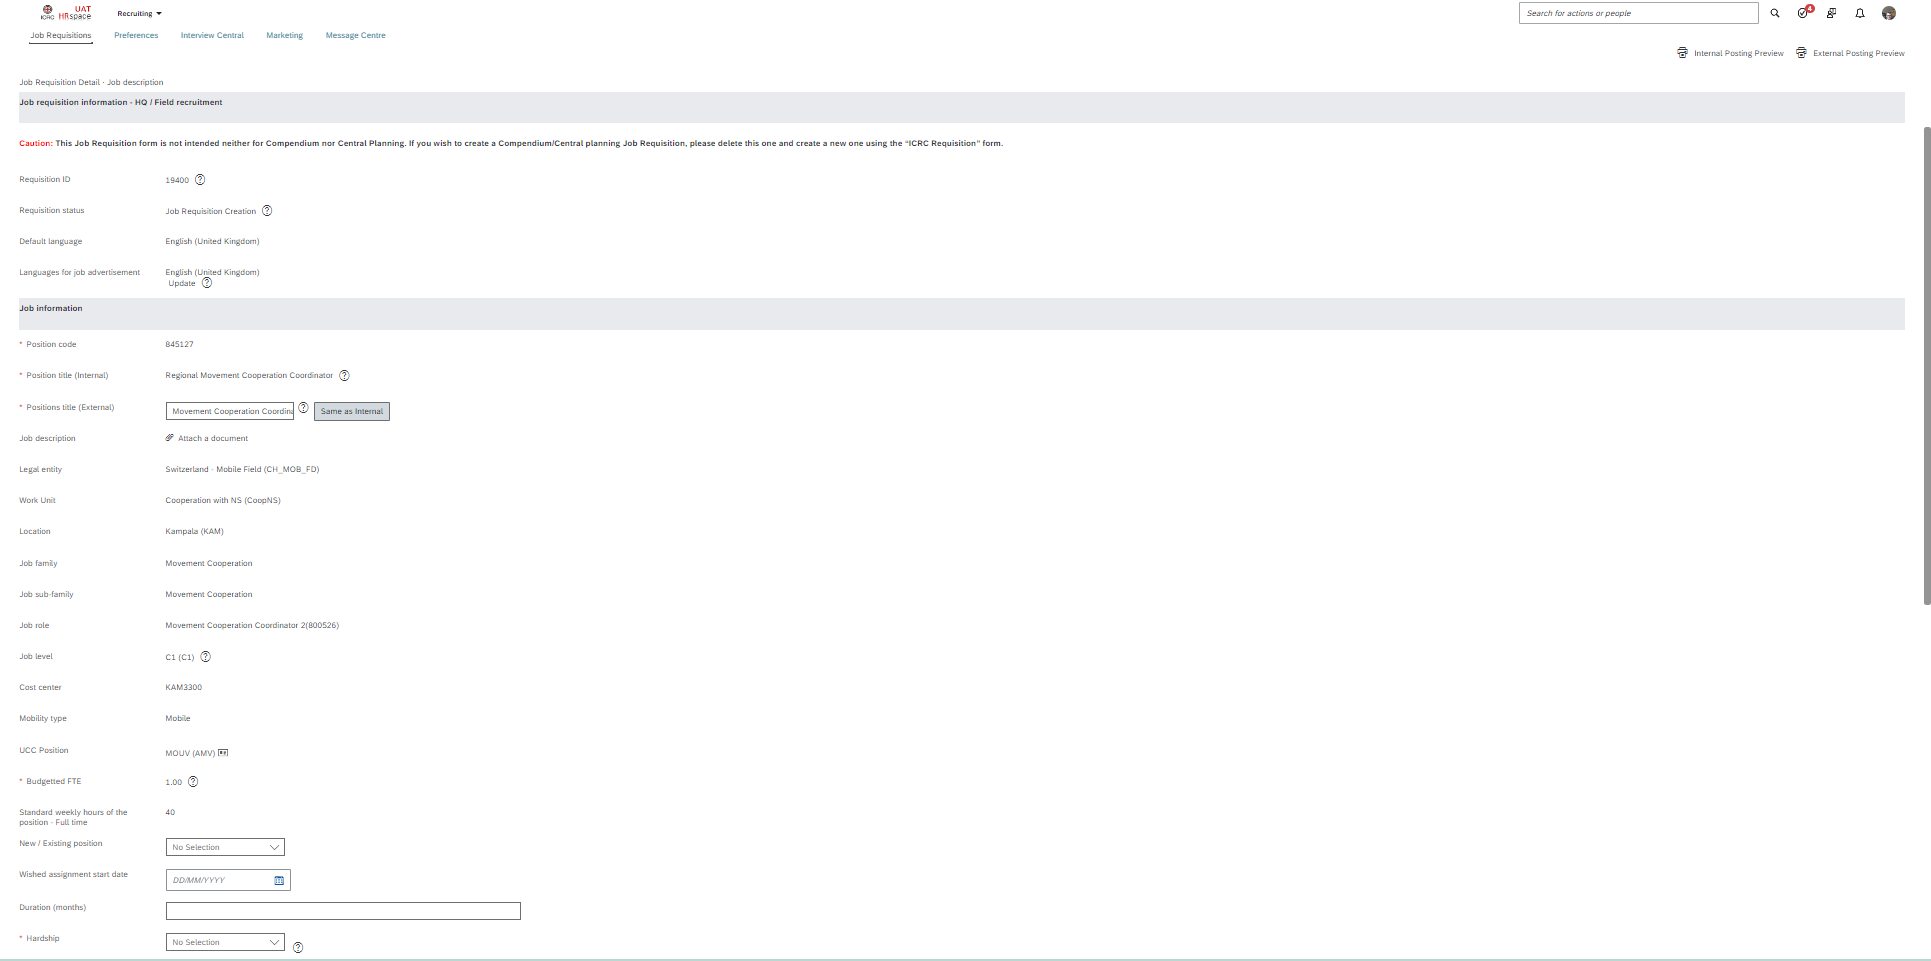 UAT
ICRC HRspace
Recruiting
Search for actions or people
4
Job Requisitions
Preferences
Interview Central
Marketing
Message Centre
Internal Posting Preview
External Posting Preview
Job Requisition Detail · Job description
Job requisition information - HQ / Field recruitment
Caution: This Job Requisition form is not intended neither for Compendium nor Central Planning. If you wish to create a Compendium/Central planning Job Requisition, please delete this one and create a new one using the “ICRC Requisition” form.
Requisition ID 19400 ?
Requisition status Job Requisition Creation ?
Default language English (United Kingdom)
Languages for job advertisement English (United Kingdom)
Update ?
Job information
* Position code 845127
* Position title (Internal) Regional Movement Cooperation Coordinator ?
* Positions title (External) Movement Cooperation Coordina ? Same as Internal
Job description Attach a document
Legal entity Switzerland - Mobile Field (CH_MOB_FD)
Work Unit Cooperation with NS (CoopNS)
Location Kampala (KAM)
Job family Movement Cooperation
Job sub-family Movement Cooperation
Job role Movement Cooperation Coordinator 2(800526)
Job level C1 (C1) ?
Cost center KAM3300
Mobility type Mobile
UCC Position MOUV (AMV)
* Budgetted FTE 1.00 ?
Standard weekly hours of the 40
position - Full time
New / Existing position No Selection
Wished assignment start date DD/MM/YYYY
Duration (months)
* Hardship No Selection ?